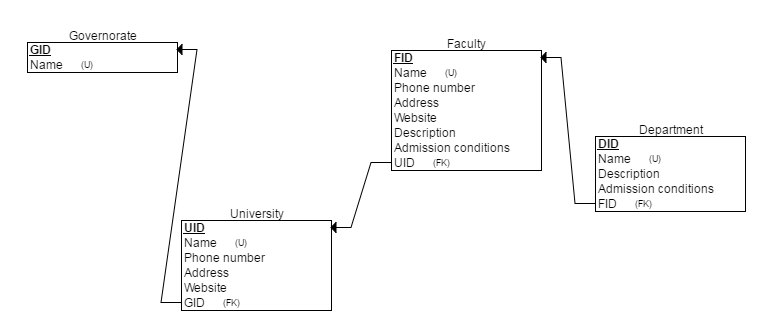 Governorate
GID
Name (U)
Faculty
FID
Name (U)
Phone number
Address
Website
Description
Admission conditions
UID (FK)
Department
DID
Name (U)
Description
Admission conditions
FID (FK)
University
UID
Name (U)
Phone number
Address
Website
GID (FK)